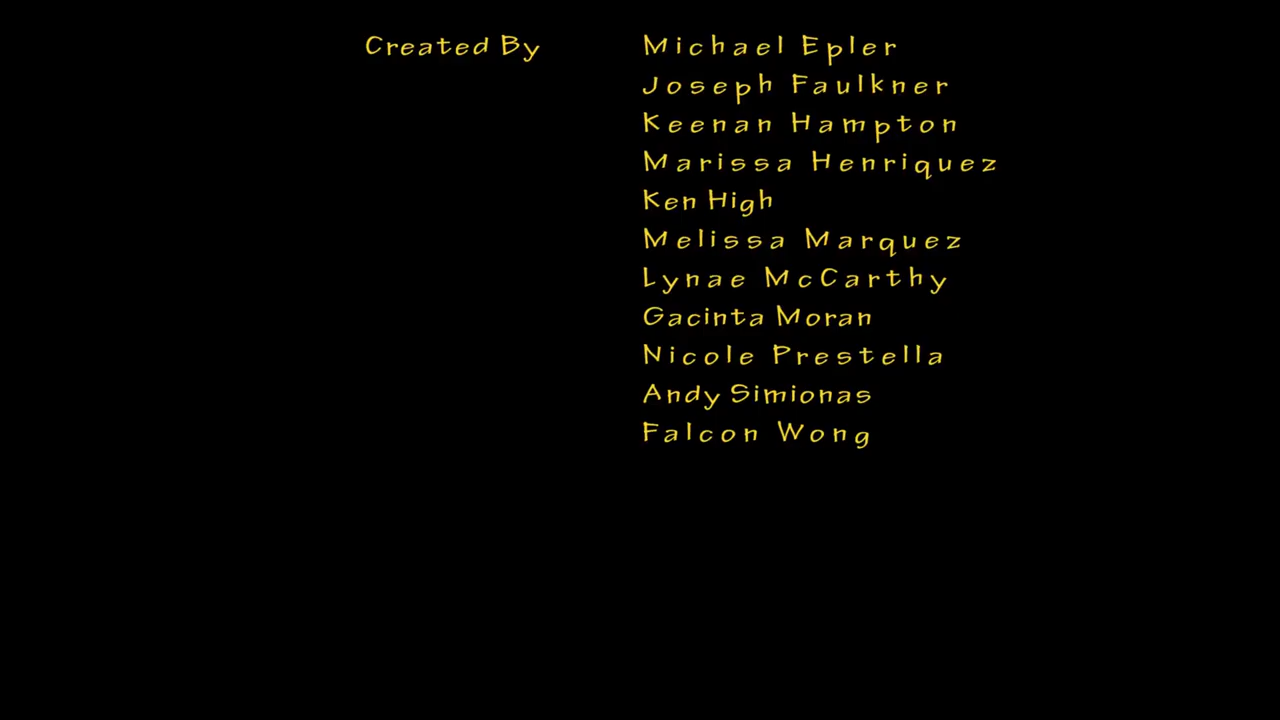 Created By Michael Epler
Joseph Faulkner
Keenan Hampton
Marissa Henriquez
Ken High
Melissa Marquez
Lynae McCarthy
Gacinta Moran
Nicole Prestella
Andy Simionas
Falcon Wong